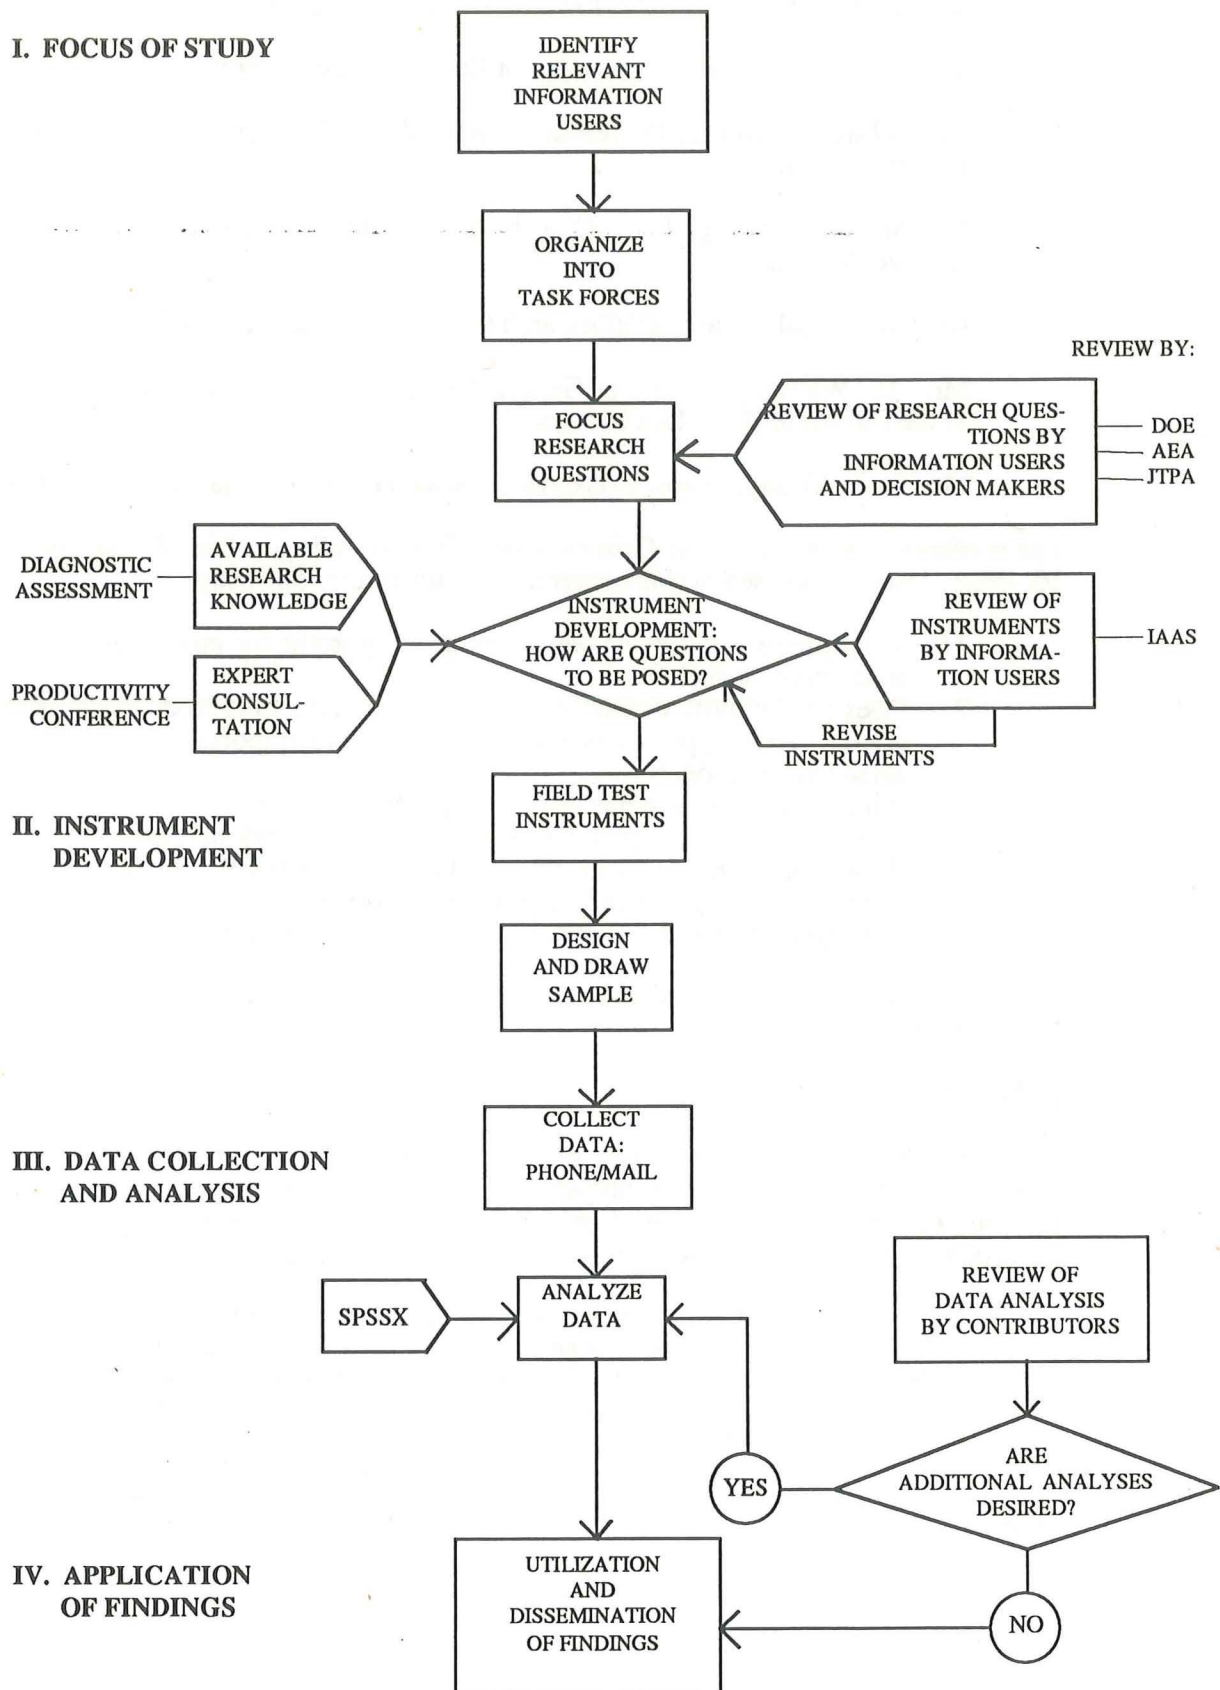 I. FOCUS OF STUDY
IDENTIFY
RELEVANT
INFORMATION
USERS
ORGANIZE
INTO
TASK FORCES
REVIEW BY:
FOCUS
RESEARCH
QUESTIONS
REVIEW OF RESEARCH QUES-
TIONS BY
INFORMATION USERS
AND DECISION MAKERS
DOE
AEA
JTPA
DIAGNOSTIC
ASSESSMENT
AVAILABLE
RESEARCH
KNOWLEDGE
INSTRUMENT
DEVELOPMENT:
HOW ARE QUESTIONS
TO BE POSED?
REVIEW OF
INSTRUMENTS
BY INFORMA-
TION USERS
IAAS
PRODUCTIVITY
CONFERENCE
EXPERT
CONSUL-
TATION
REVISE
INSTRUMENTS
II. INSTRUMENT
DEVELOPMENT
FIELD TEST
INSTRUMENTS
DESIGN
AND DRAW
SAMPLE
III. DATA COLLECTION
AND ANALYSIS
COLLECT
DATA:
PHONE/MAIL
SPSSX
ANALYZE
DATA
REVIEW OF
DATA ANALYSIS
BY CONTRIBUTORS
YES
ARE
ADDITIONAL ANALYSES
DESIRED?
IV. APPLICATION
OF FINDINGS
UTILIZATION
AND
DISSEMINATION
OF FINDINGS
NO